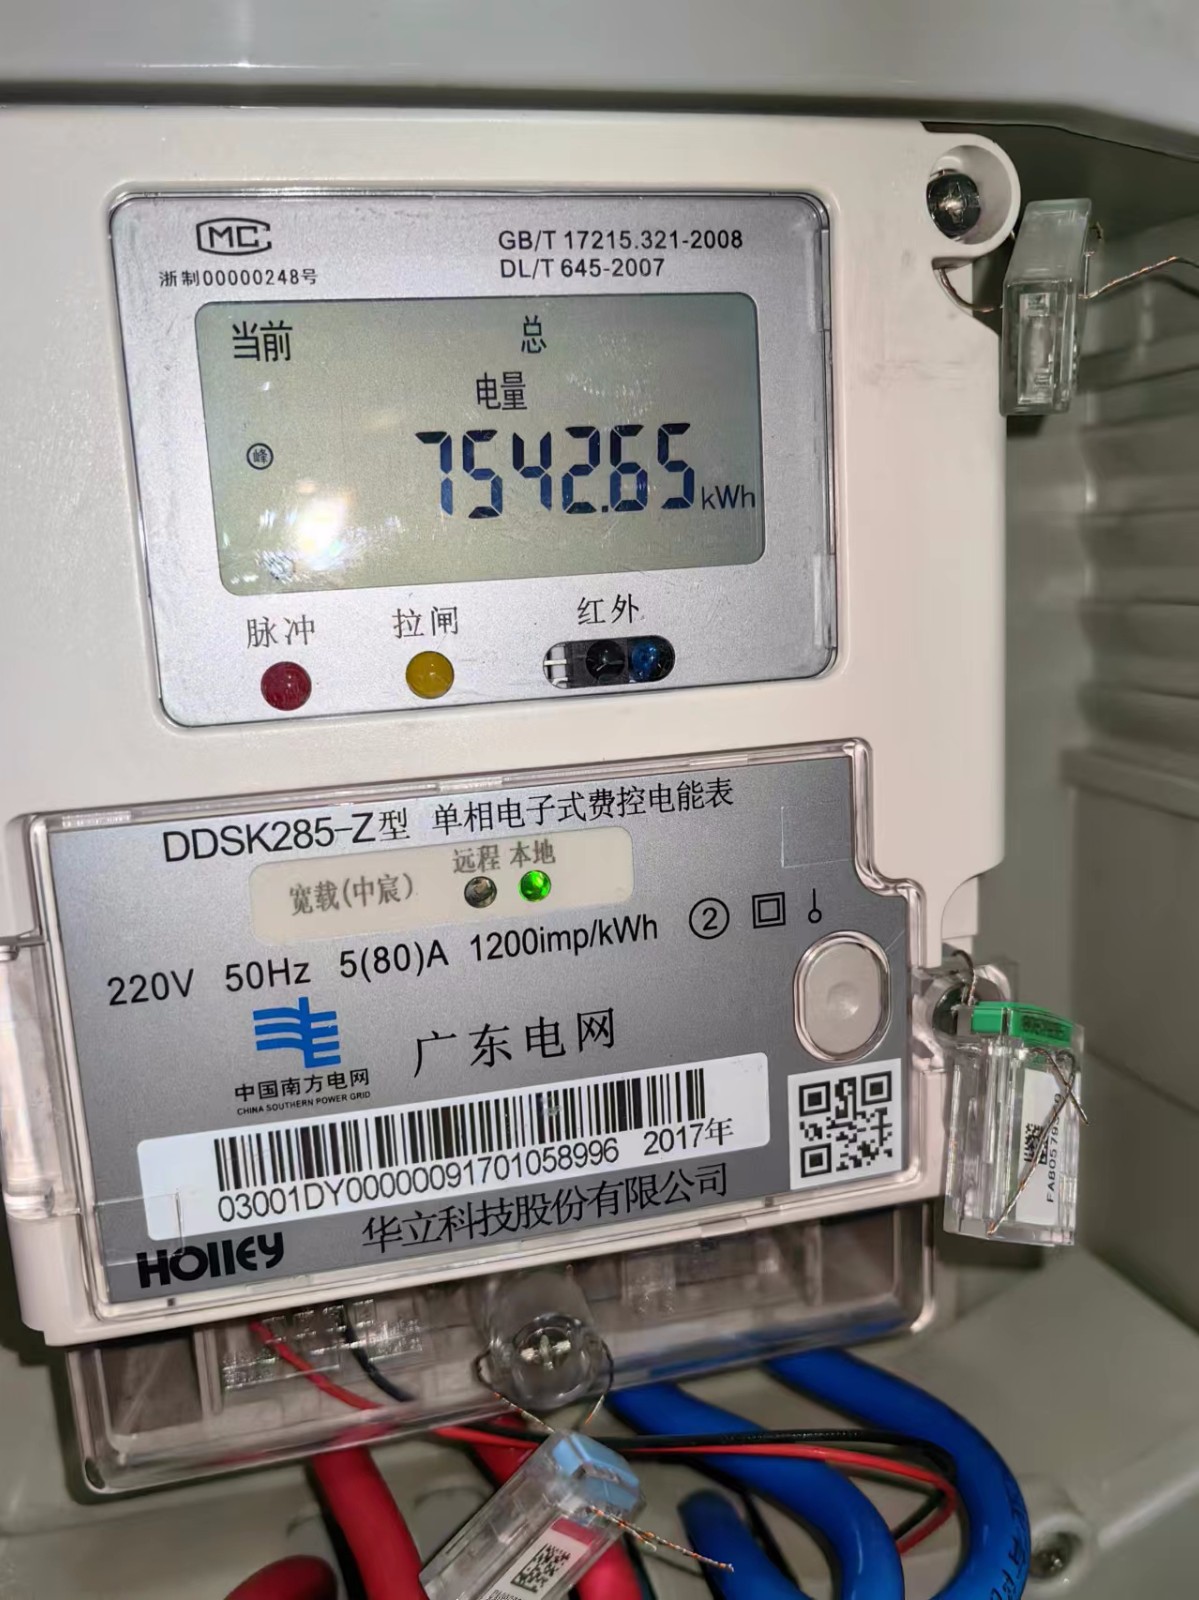 MC
GB/T 17215.321-2008
浙制00000248号
DL/T 645-2007
当前
总
电量
峰
7542.65 kWh
脉冲
拉闸
红外
DDSK285-Z型 单相电子式费控电能表
远程 本地
宽载(中宸)
220V 50Hz 5(80)A 1200imp/kWh ②
中国南方电网
CHINA SOUTHERN POWER GRID
广东电网
03001DY0000091701058996 2017年
Holley
华立科技股份有限公司